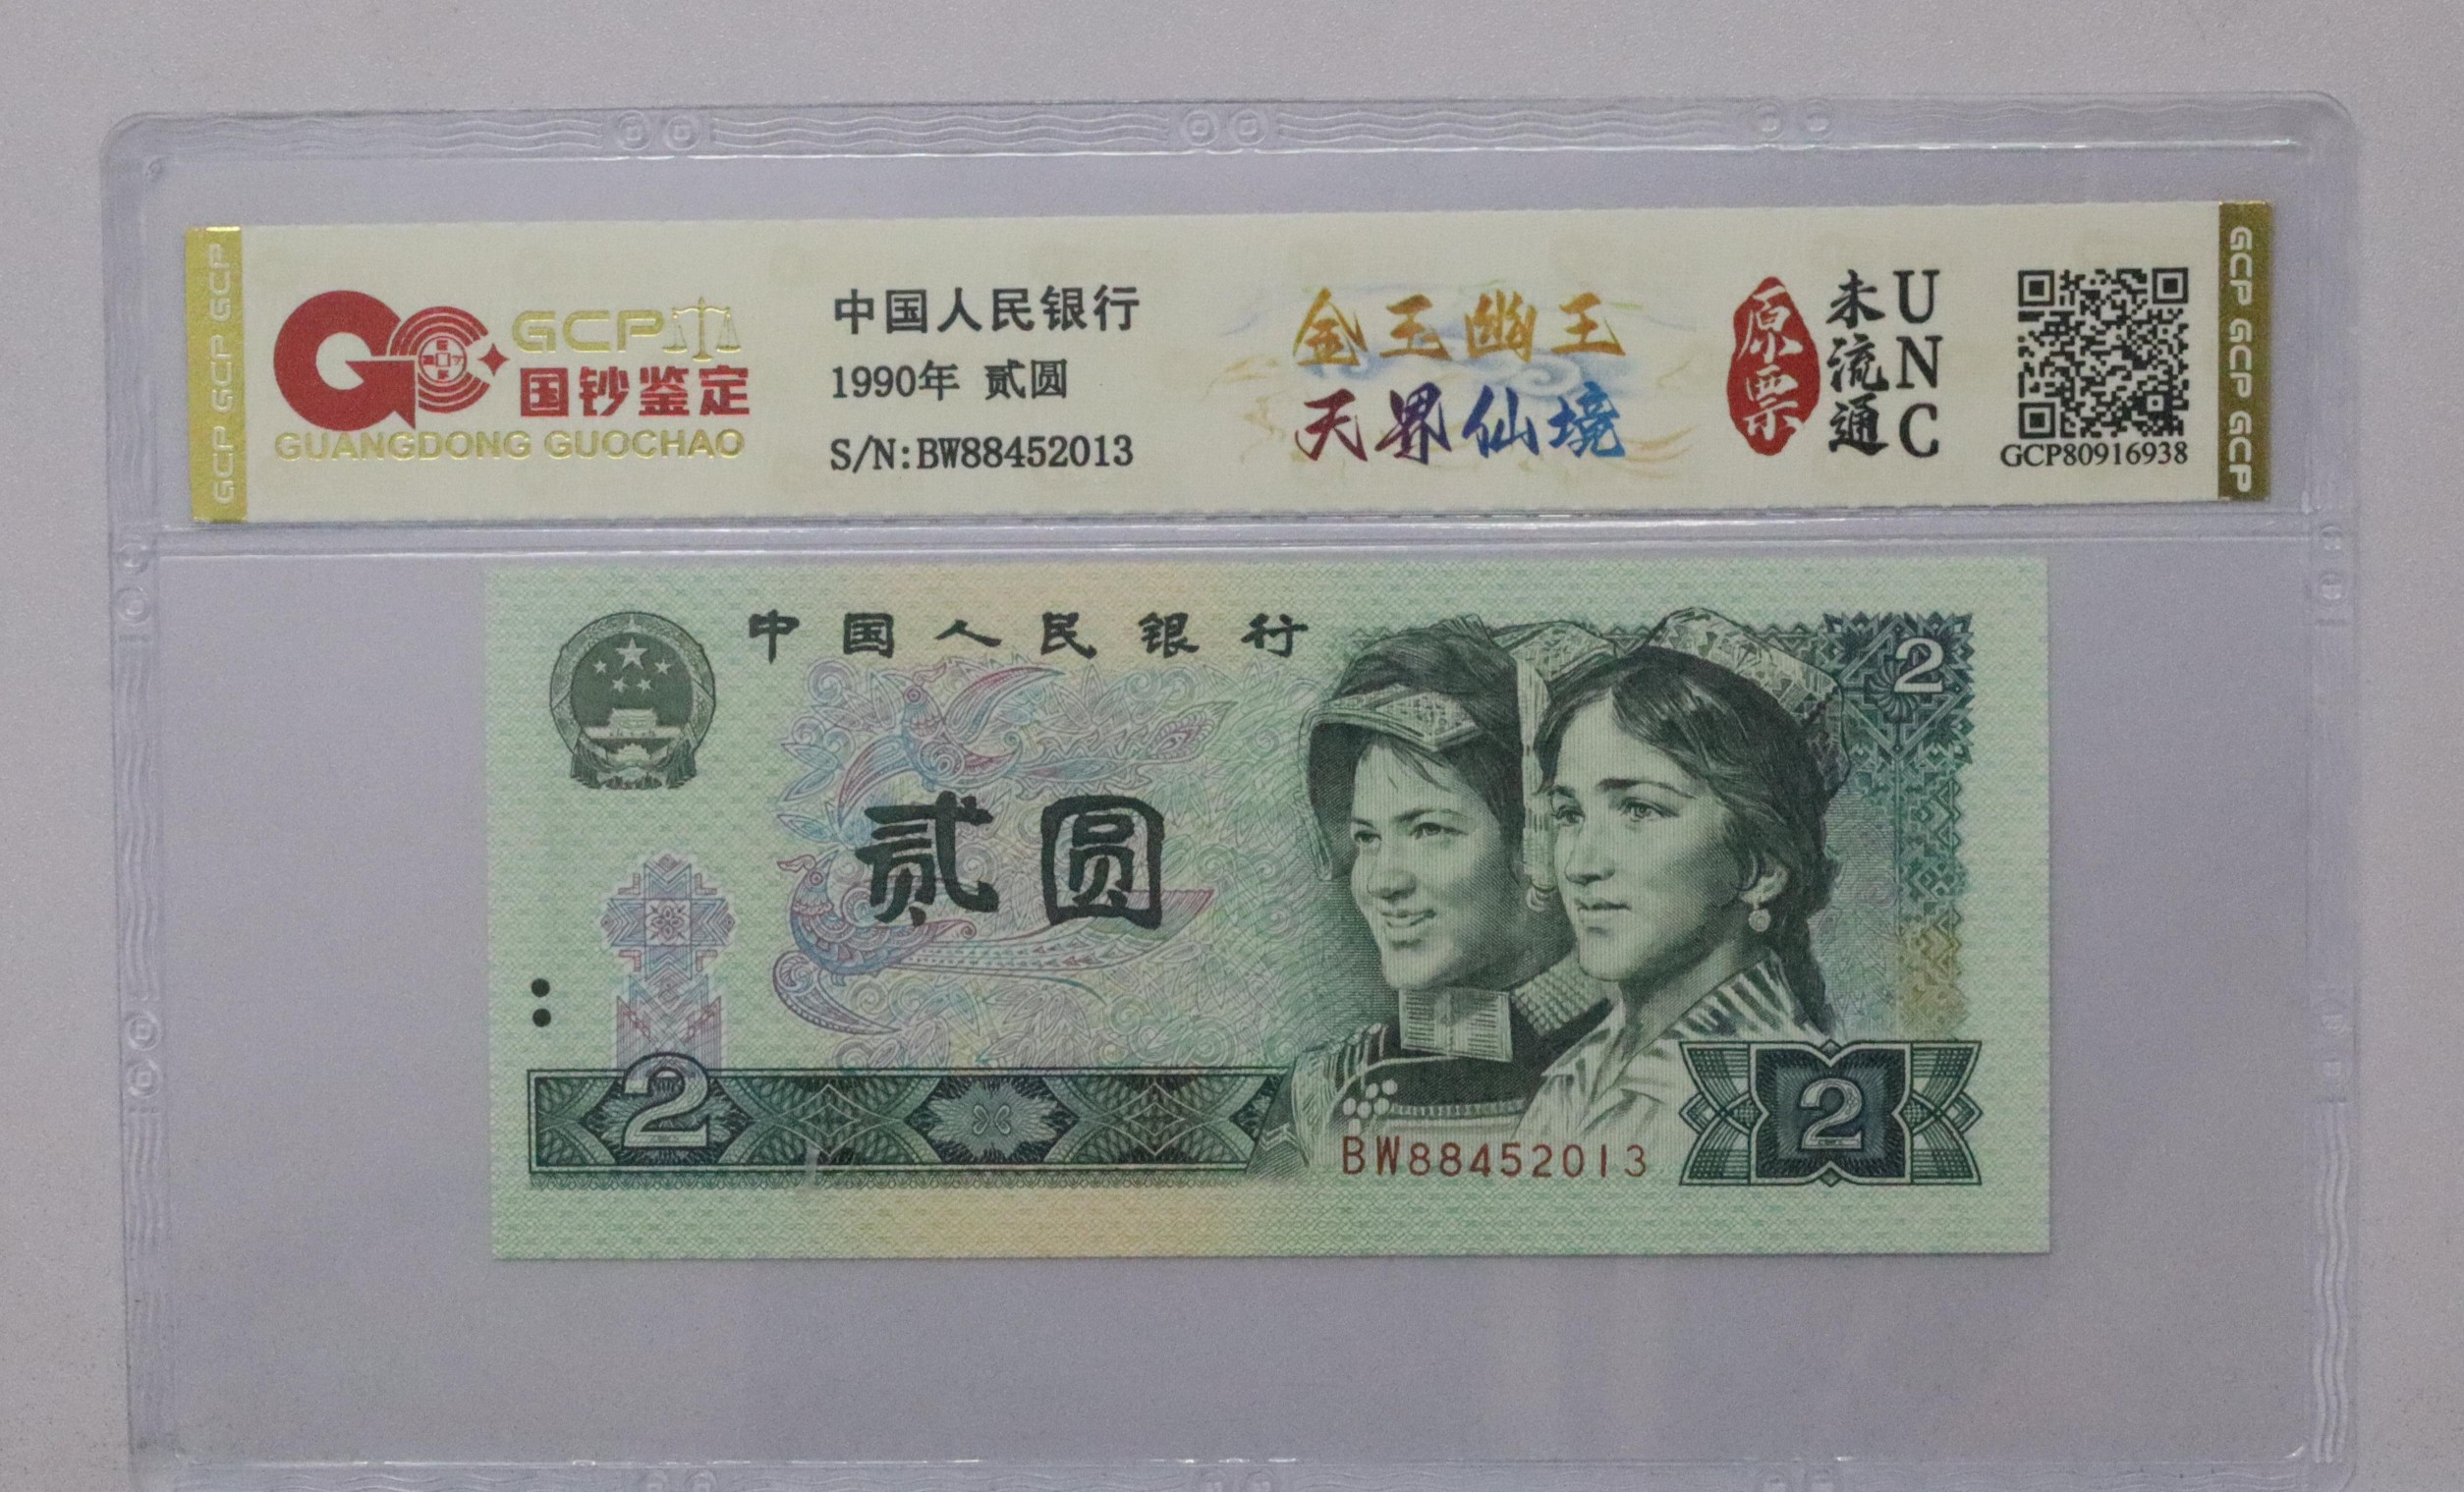 GCP GCP GCP
GCP
国钞鉴定
GUANGDONG GUOCHAO
中国人民银行
1990年 贰圆
S/N:BW88452013
金玉幽王
天界仙境
原票
未流通
UNC
GCP80916938
GCP GCP GCP
中国人民银行
2
贰圆
2
BW88452013
2